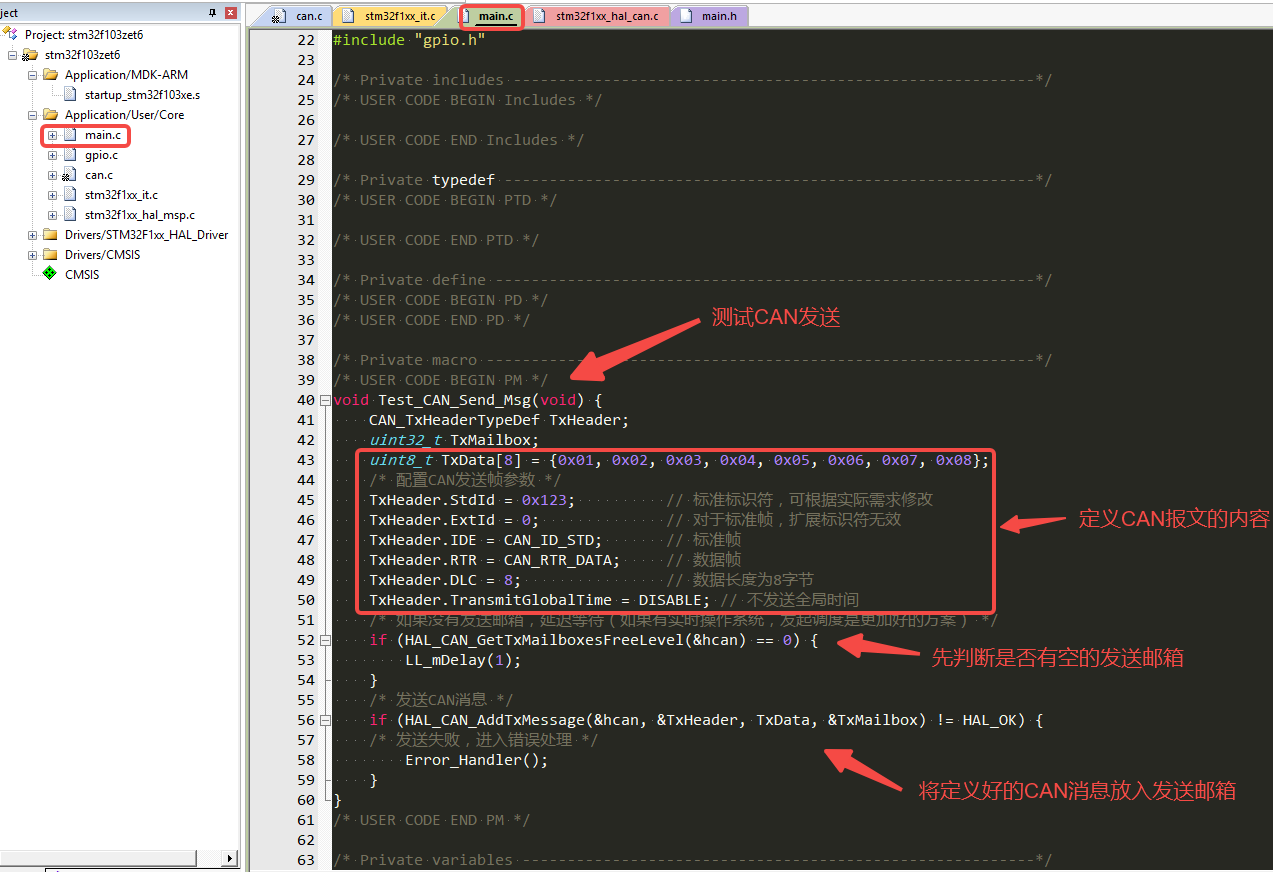 ject
Project: stm32f103zet6
stm32f103zet6
Application/MDK-ARM
startup_stm32f103xe.s
Application/User/Core
main.c
gpio.c
can.c
stm32f1xx_it.c
stm32f1xx_hal_msp.c
Drivers/STM32F1xx_HAL_Driver
Drivers/CMSIS
CMSIS
can.c stm32f1xx_it.c main.c stm32f1xx_hal_can.c main.h
22 #include "gpio.h"
23
24 /* Private includes ----------------------------------------------------------*/
25 /* USER CODE BEGIN Includes */
26
27 /* USER CODE END Includes */
28
29 /* Private typedef -----------------------------------------------------------*/
30 /* USER CODE BEGIN PTD */
31
32 /* USER CODE END PTD */
33
34 /* Private define ------------------------------------------------------------*/
35 /* USER CODE BEGIN PD */
36 /* USER CODE END PD */
37
38 /* Private macro -------------------------------------------------------------*/
39 /* USER CODE BEGIN PM */
测试CAN发送
40 void Test_CAN_Send_Msg(void) {
41 CAN_TxHeaderTypeDef TxHeader;
42 uint32_t TxMailbox;
43 uint8_t TxData[8] = {0x01, 0x02, 0x03, 0x04, 0x05, 0x06, 0x07, 0x08};
44 /* 配置CAN发送帧参数 */
45 TxHeader.StdId = 0x123; // 标准标识符，可根据实际需求修改
46 TxHeader.ExtId = 0; // 对于标准帧，扩展标识符无效
定义CAN报文的内容
47 TxHeader.IDE = CAN_ID_STD; // 标准帧
48 TxHeader.RTR = CAN_RTR_DATA; // 数据帧
49 TxHeader.DLC = 8; // 数据长度为8字节
50 TxHeader.TransmitGlobalTime = DISABLE; // 不发送全局时间
51 /* 如果没有发送邮箱，延迟等待（如果有实时操作系统，发起调度是更加好的方案） */
52 if (HAL_CAN_GetTxMailboxesFreeLevel(&hcan) == 0) {
先判断是否有空的发送邮箱
53 LL_mDelay(1);
54 }
55 /* 发送CAN消息 */
56 if (HAL_CAN_AddTxMessage(&hcan, &TxHeader, TxData, &TxMailbox) != HAL_OK) {
57 /* 发送失败，进入错误处理 */
58 Error_Handler();
59 }
将定义好的CAN消息放入发送邮箱
60 }
61 /* USER CODE END PM */
62
63 /* Private variables ---------------------------------------------------------*/